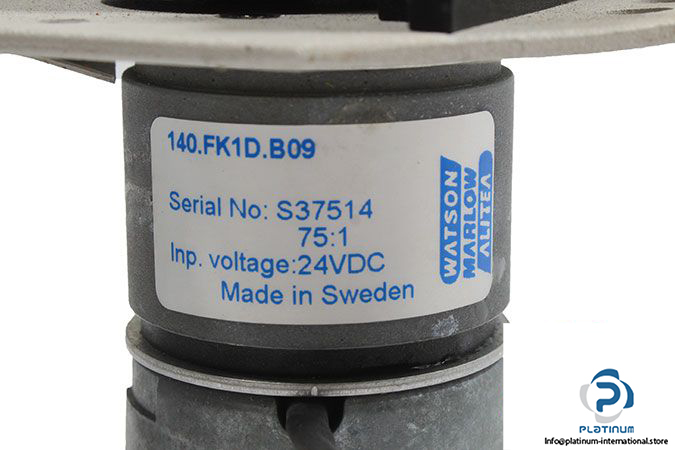 140.FK1D.B09
Serial No: S37514
75:1
Inp. voltage:24VDC
Made in Sweden
WATSON
MARLOW
ALITEA
PLATINUM
info@platinum-international.store